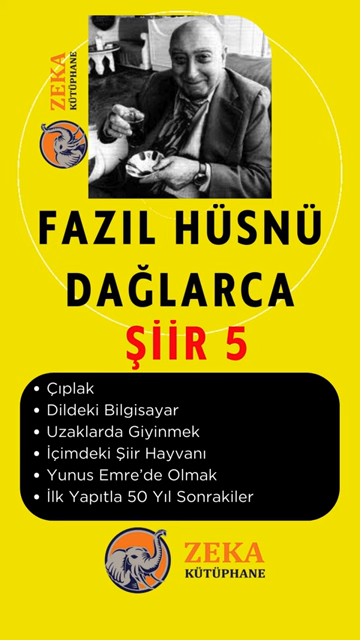 ZEKA
KÜTÜPHANE
FAZIL HÜSNÜ
DAĞLARCA
ŞİİR 5
• Çıplak
• Dildeki Bilgisayar
• Uzaklarda Giyinmek
• İçimdeki Şiir Hayvanı
• Yunus Emre'de Olmak
• İlk Yapıtla 50 Yıl Sonrakiler
ZEKA
KÜTÜPHANE